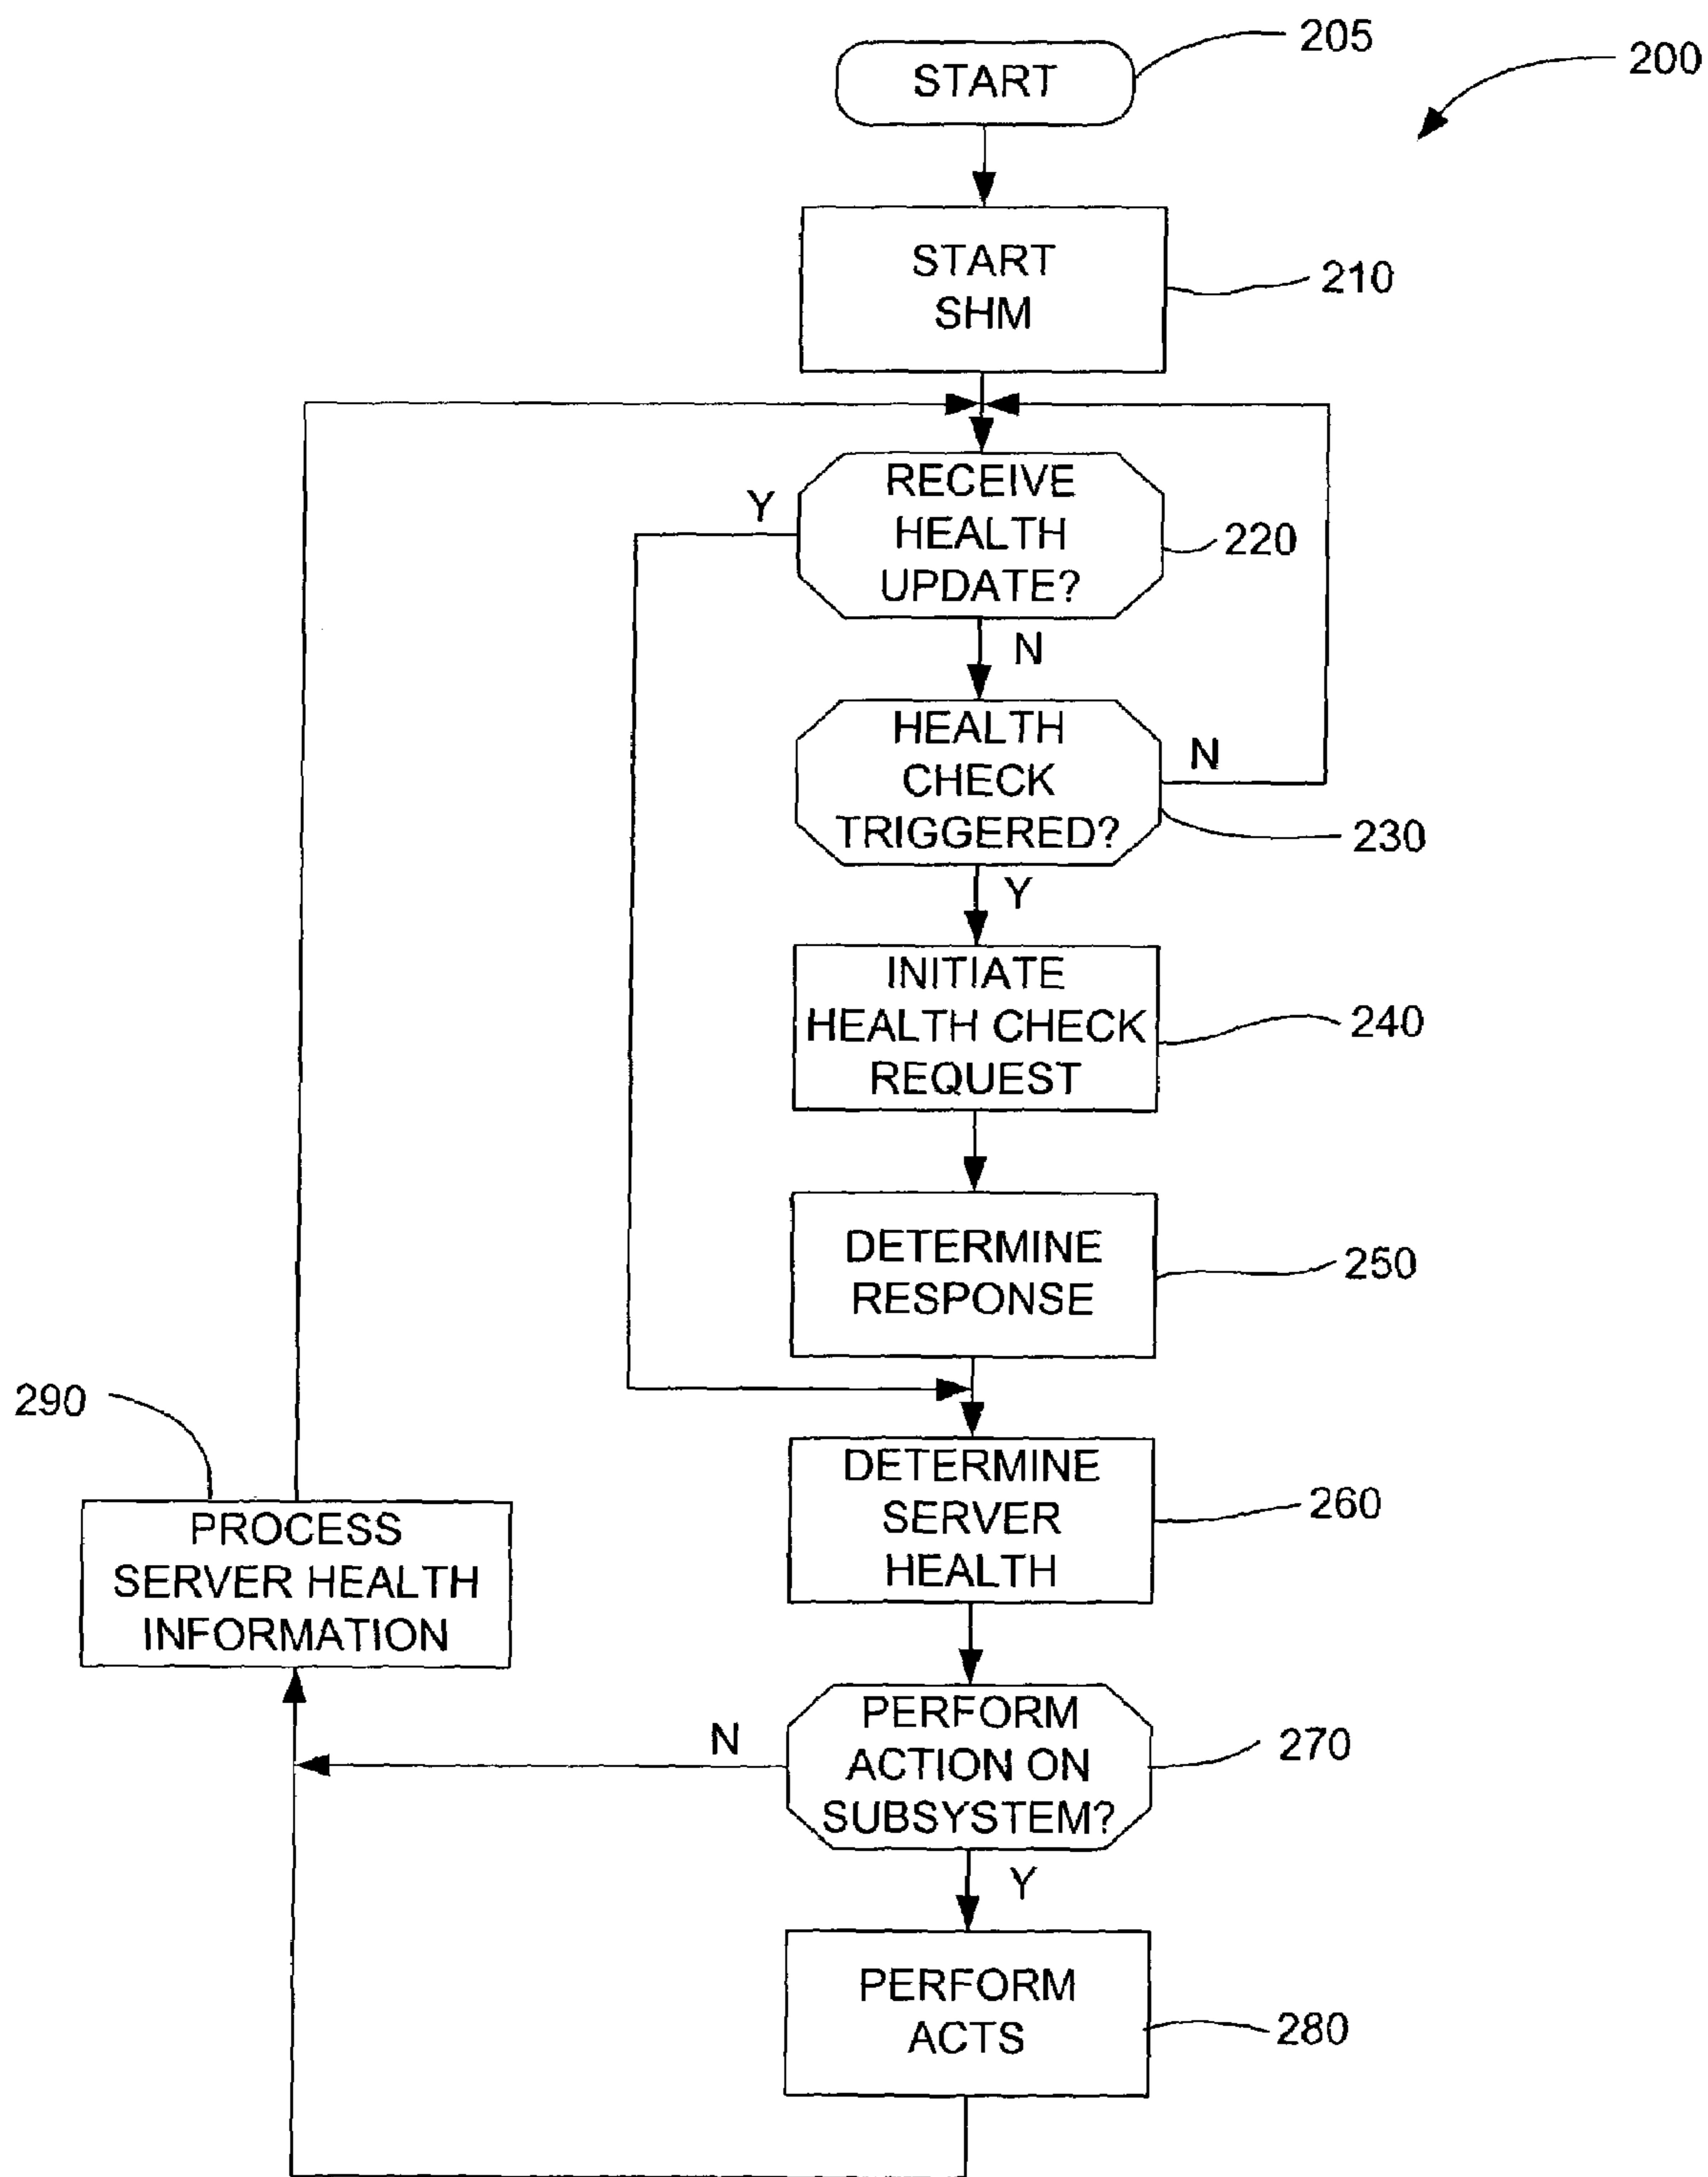 START
205
200
START
SHM
210
RECEIVE
HEALTH
UPDATE?
220
Y
N
HEALTH
CHECK
TRIGGERED?
230
N
Y
INITIATE
HEALTH CHECK
REQUEST
240
DETERMINE
RESPONSE
250
DETERMINE
SERVER
HEALTH
260
290
PROCESS
SERVER HEALTH
INFORMATION
PERFORM
ACTION ON
SUBSYSTEM?
270
N
Y
PERFORM
ACTS
280